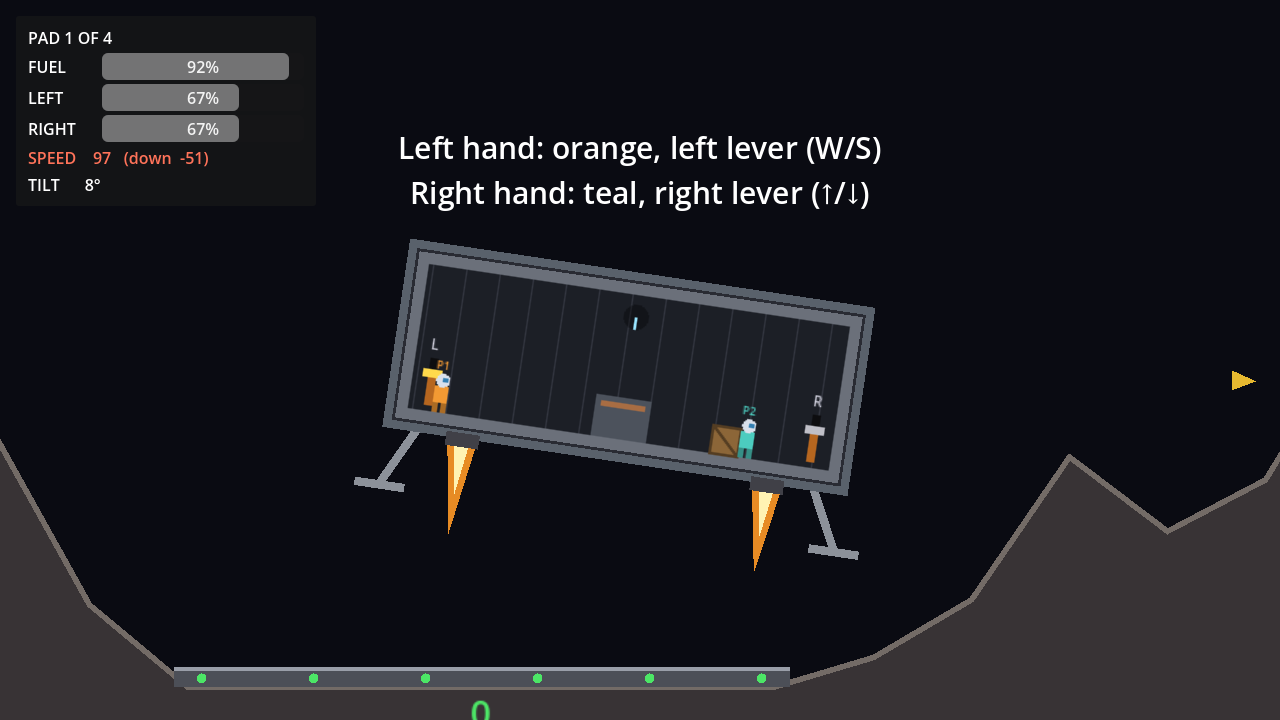 PAD 1 OF 4
FUEL 92%
LEFT 67%
RIGHT 67%
SPEED 97 (down -51)
TILT 8°
Left hand: orange, left lever (W/S)
Right hand: teal, right lever (↑/↓)
L
P1
R
P2
0